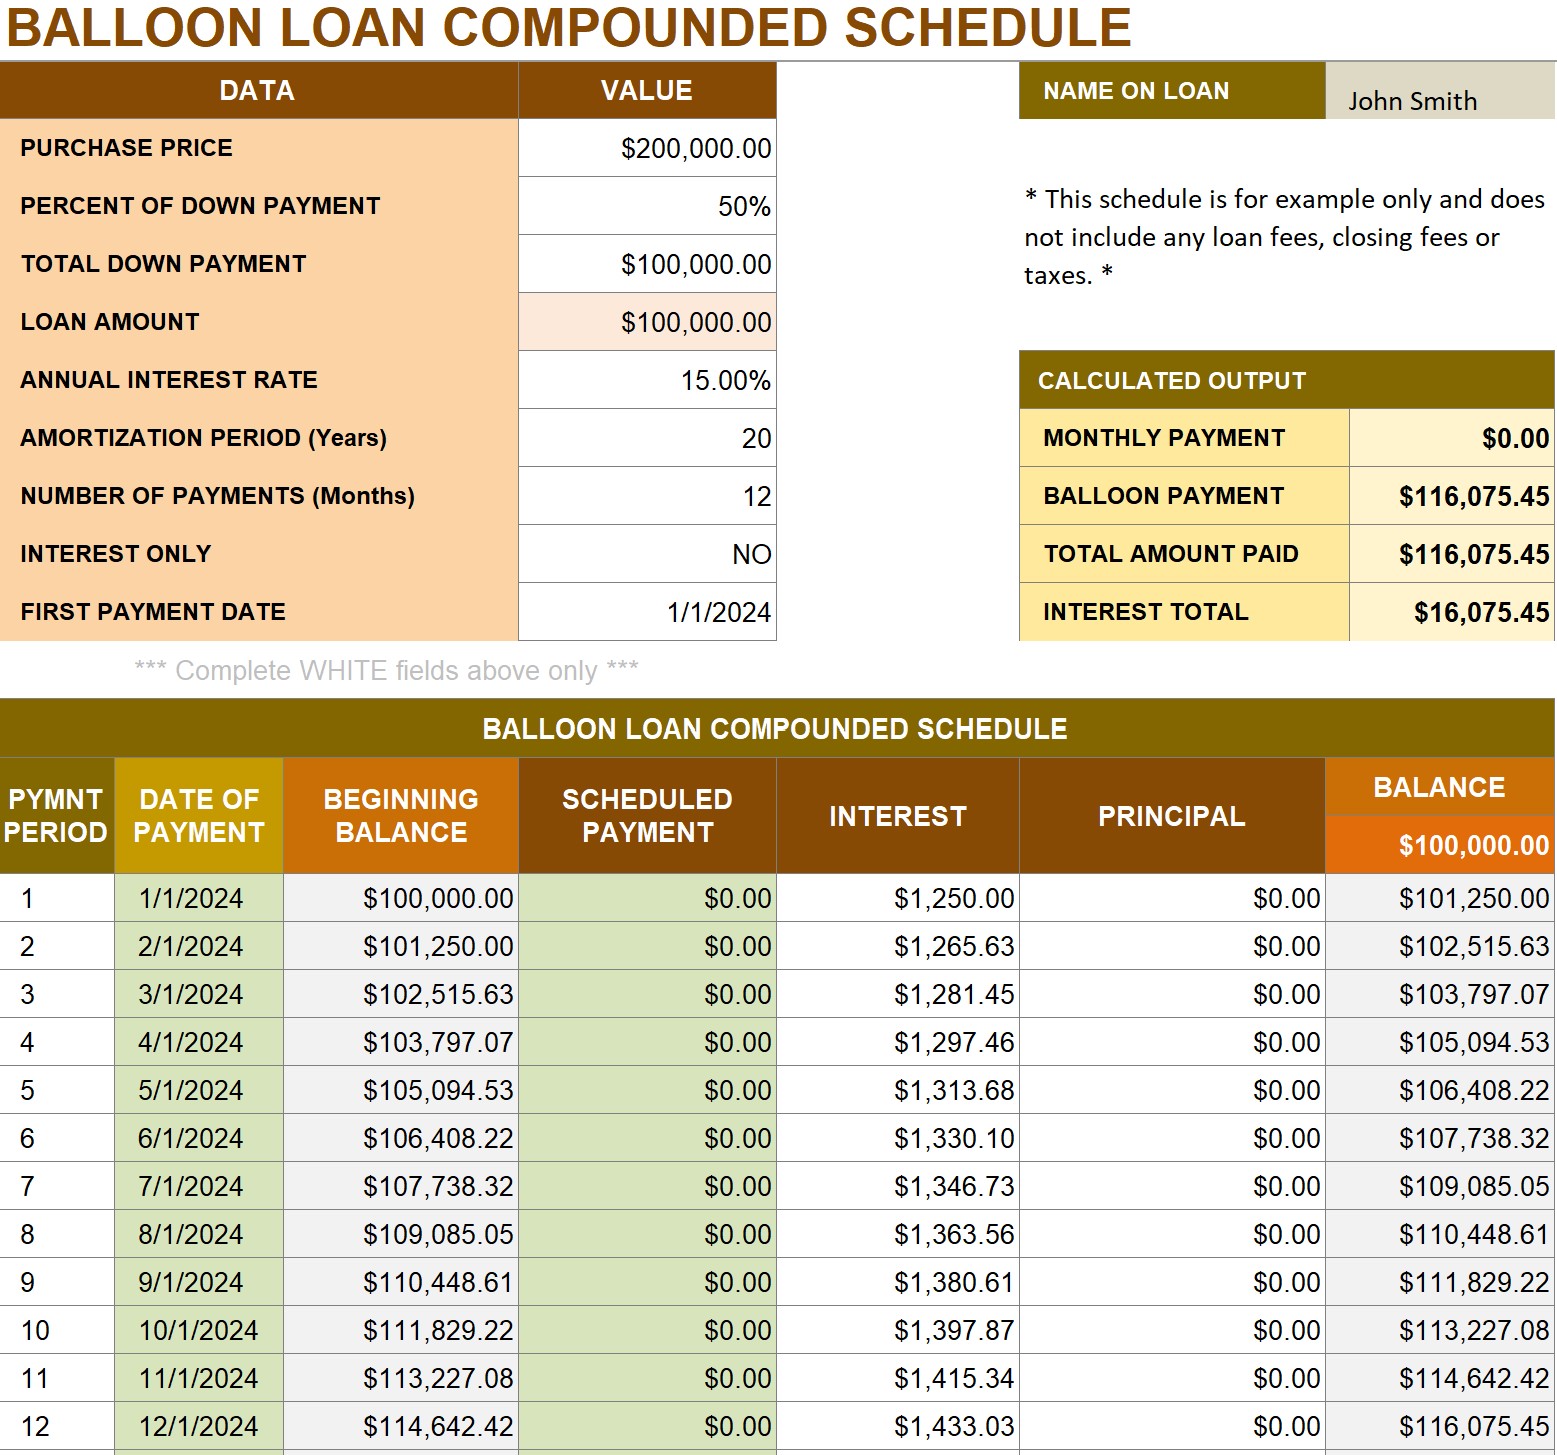 BALLOON LOAN COMPOUNDED SCHEDULE
DATA VALUE
PURCHASE PRICE $200,000.00
PERCENT OF DOWN PAYMENT 50%
TOTAL DOWN PAYMENT $100,000.00
LOAN AMOUNT $100,000.00
ANNUAL INTEREST RATE 15.00%
AMORTIZATION PERIOD (Years) 20
NUMBER OF PAYMENTS (Months) 12
INTEREST ONLY NO
FIRST PAYMENT DATE 1/1/2024
*** Complete WHITE fields above only ***
NAME ON LOAN John Smith
* This schedule is for example only and does
not include any loan fees, closing fees or
taxes. *
CALCULATED OUTPUT
MONTHLY PAYMENT $0.00
BALLOON PAYMENT $116,075.45
TOTAL AMOUNT PAID $116,075.45
INTEREST TOTAL $16,075.45
BALLOON LOAN COMPOUNDED SCHEDULE
PYMNT PERIOD DATE OF PAYMENT BEGINNING BALANCE SCHEDULED PAYMENT INTEREST PRINCIPAL BALANCE
$100,000.00
1 1/1/2024 $100,000.00 $0.00 $1,250.00 $0.00 $101,250.00
2 2/1/2024 $101,250.00 $0.00 $1,265.63 $0.00 $102,515.63
3 3/1/2024 $102,515.63 $0.00 $1,281.45 $0.00 $103,797.07
4 4/1/2024 $103,797.07 $0.00 $1,297.46 $0.00 $105,094.53
5 5/1/2024 $105,094.53 $0.00 $1,313.68 $0.00 $106,408.22
6 6/1/2024 $106,408.22 $0.00 $1,330.10 $0.00 $107,738.32
7 7/1/2024 $107,738.32 $0.00 $1,346.73 $0.00 $109,085.05
8 8/1/2024 $109,085.05 $0.00 $1,363.56 $0.00 $110,448.61
9 9/1/2024 $110,448.61 $0.00 $1,380.61 $0.00 $111,829.22
10 10/1/2024 $111,829.22 $0.00 $1,397.87 $0.00 $113,227.08
11 11/1/2024 $113,227.08 $0.00 $1,415.34 $0.00 $114,642.42
12 12/1/2024 $114,642.42 $0.00 $1,433.03 $0.00 $116,075.45